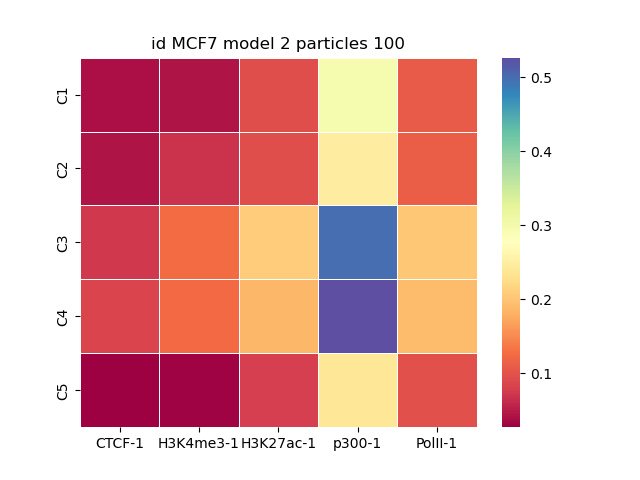 id MCF7 model 2 particles 100
C1
C2
C3
C4
C5
CTCF-1 H3K4me3-1 H3K27ac-1 p300-1 PolII-1
0.5
0.4
0.3
0.2
0.1